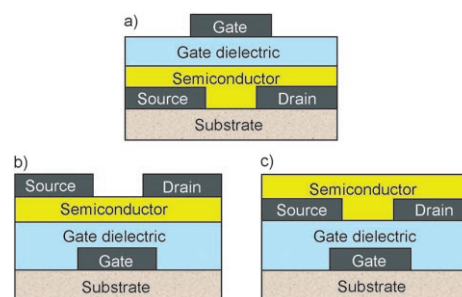 a)
Gate
Gate dielectric
Semiconductor
Source Drain
Substrate
b)
Source Drain
Semiconductor
Gate dielectric
Gate
Substrate
c)
Semiconductor
Source Drain
Gate dielectric
Gate
Substrate